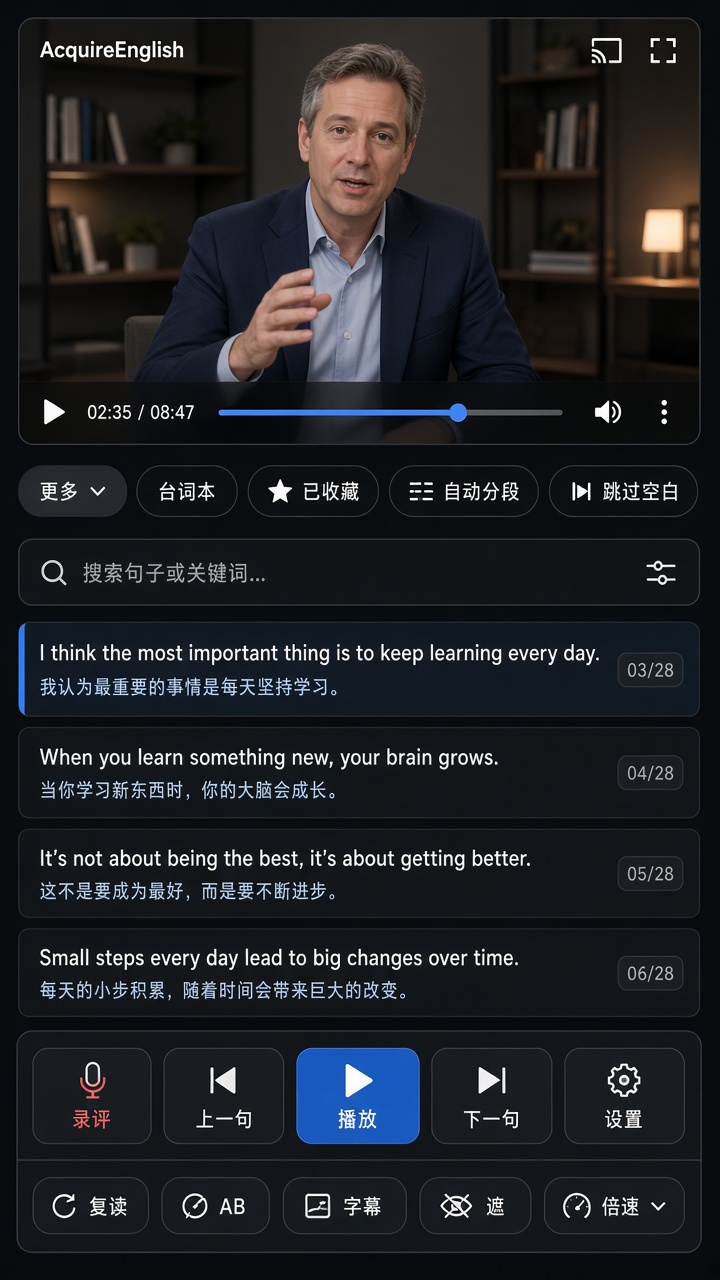 AcquireEnglish
02:35 / 08:47
更多
台词本
已收藏
自动分段
跳过空白
搜索句子或关键词...
I think the most important thing is to keep learning every day.
我认为最重要的事情是每天坚持学习。
03/28
When you learn something new, your brain grows.
当你学习新东西时，你的大脑会成长。
04/28
It's not about being the best, it's about getting better.
这不是要成为最好，而是要不断进步。
05/28
Small steps every day lead to big changes over time.
每天的小步积累，随着时间会带来巨大的改变。
06/28
录评
上一句
播放
下一句
设置
复读
AB
字幕
遮
倍速